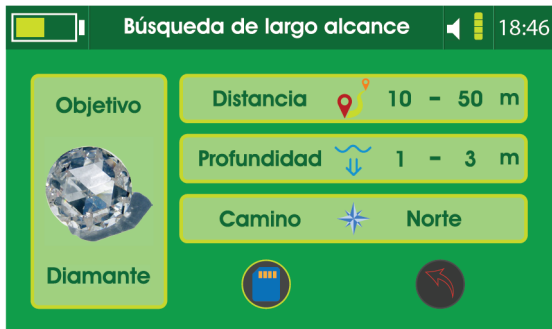 Búsqueda de largo alcance 18:46
Objetivo
Diamante
Distancia 10 - 50 m
Profundidad 1 - 3 m
Camino Norte